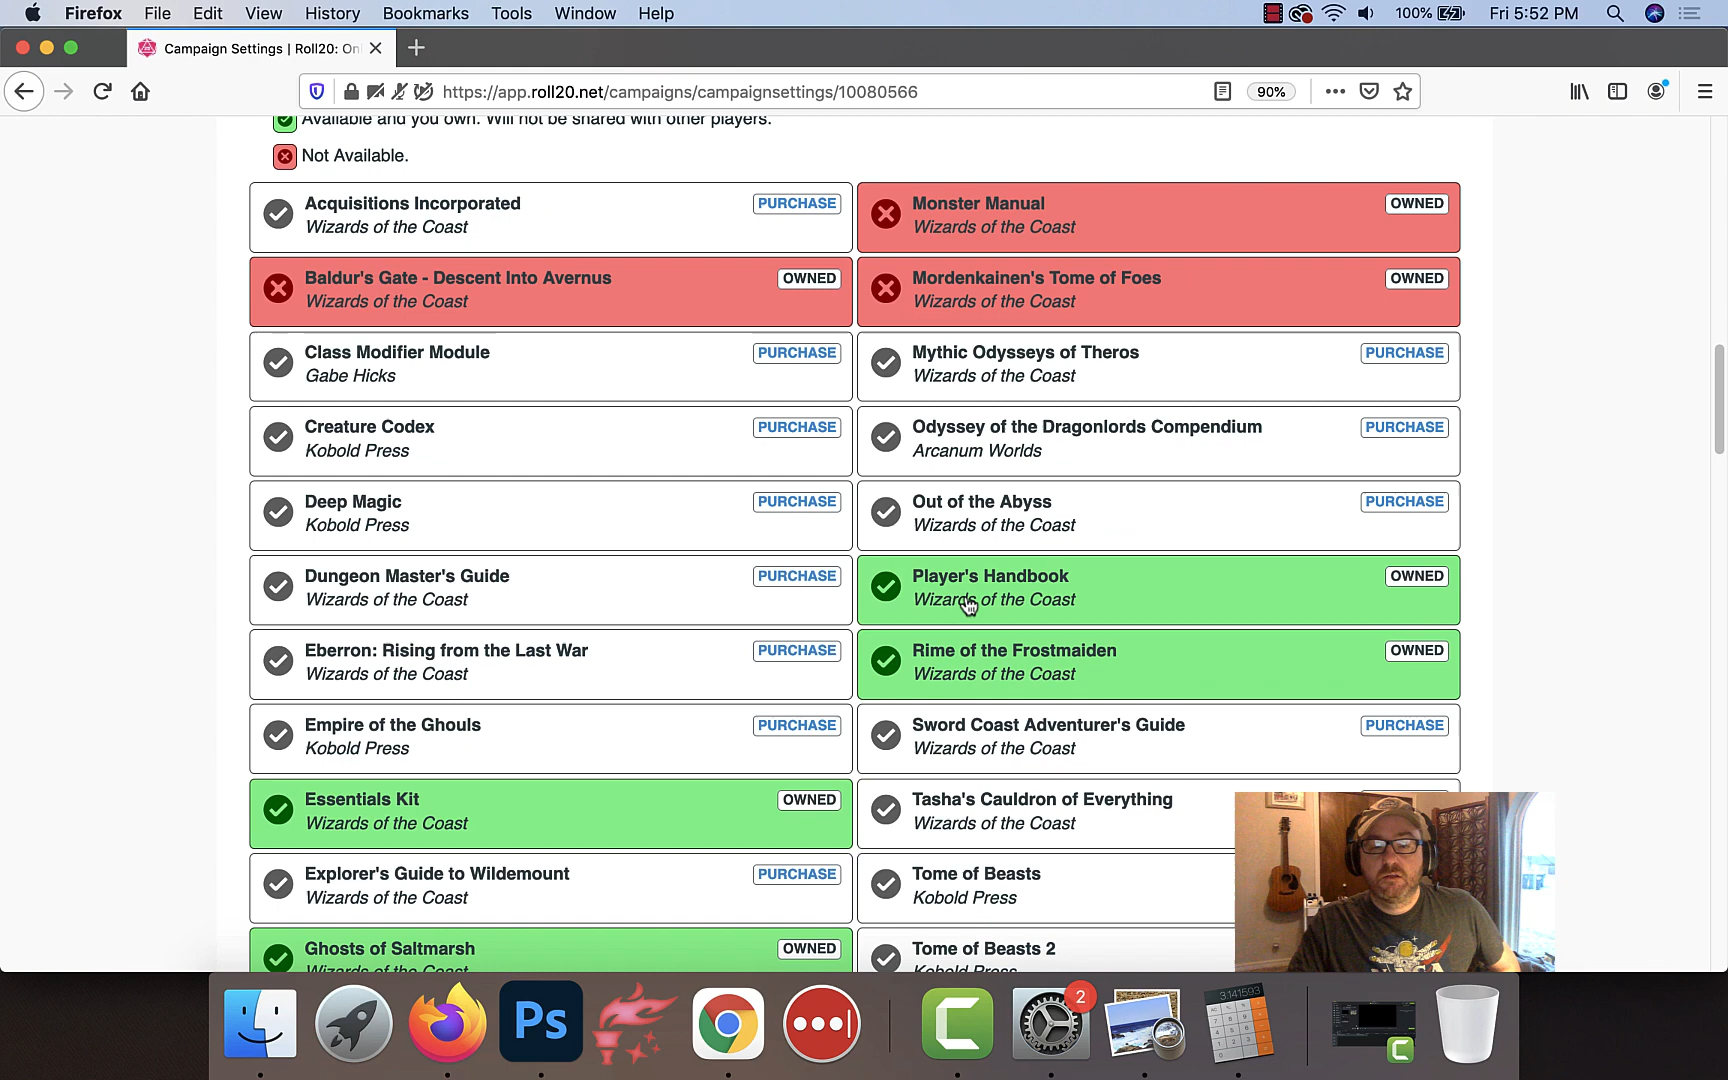 Firefox File Edit View History Bookmarks Tools Window Help 100% Fri 5:52 PM
Campaign Settings | Roll20: On
https://app.roll20.net/campaigns/campaignsettings/10080566 90%
Available and you own. Will not be shared with other players.
Not Available.
Acquisitions Incorporated PURCHASE
Wizards of the Coast
Monster Manual OWNED
Wizards of the Coast
Baldur's Gate - Descent Into Avernus OWNED
Wizards of the Coast
Mordenkainen's Tome of Foes OWNED
Wizards of the Coast
Class Modifier Module PURCHASE
Gabe Hicks
Mythic Odysseys of Theros PURCHASE
Wizards of the Coast
Creature Codex PURCHASE
Kobold Press
Odyssey of the Dragonlords Compendium PURCHASE
Arcanum Worlds
Deep Magic PURCHASE
Kobold Press
Out of the Abyss PURCHASE
Wizards of the Coast
Dungeon Master's Guide PURCHASE
Wizards of the Coast
Player's Handbook OWNED
Wizards of the Coast
Eberron: Rising from the Last War PURCHASE
Wizards of the Coast
Rime of the Frostmaiden OWNED
Wizards of the Coast
Empire of the Ghouls PURCHASE
Kobold Press
Sword Coast Adventurer's Guide PURCHASE
Wizards of the Coast
Essentials Kit OWNED
Wizards of the Coast
Tasha's Cauldron of Everything
Wizards of the Coast
Explorer's Guide to Wildemount PURCHASE
Wizards of the Coast
Tome of Beasts
Kobold Press
Ghosts of Saltmarsh OWNED
Wizards of the Coast
Tome of Beasts 2
Kobold Press
Ps
2
3.141593